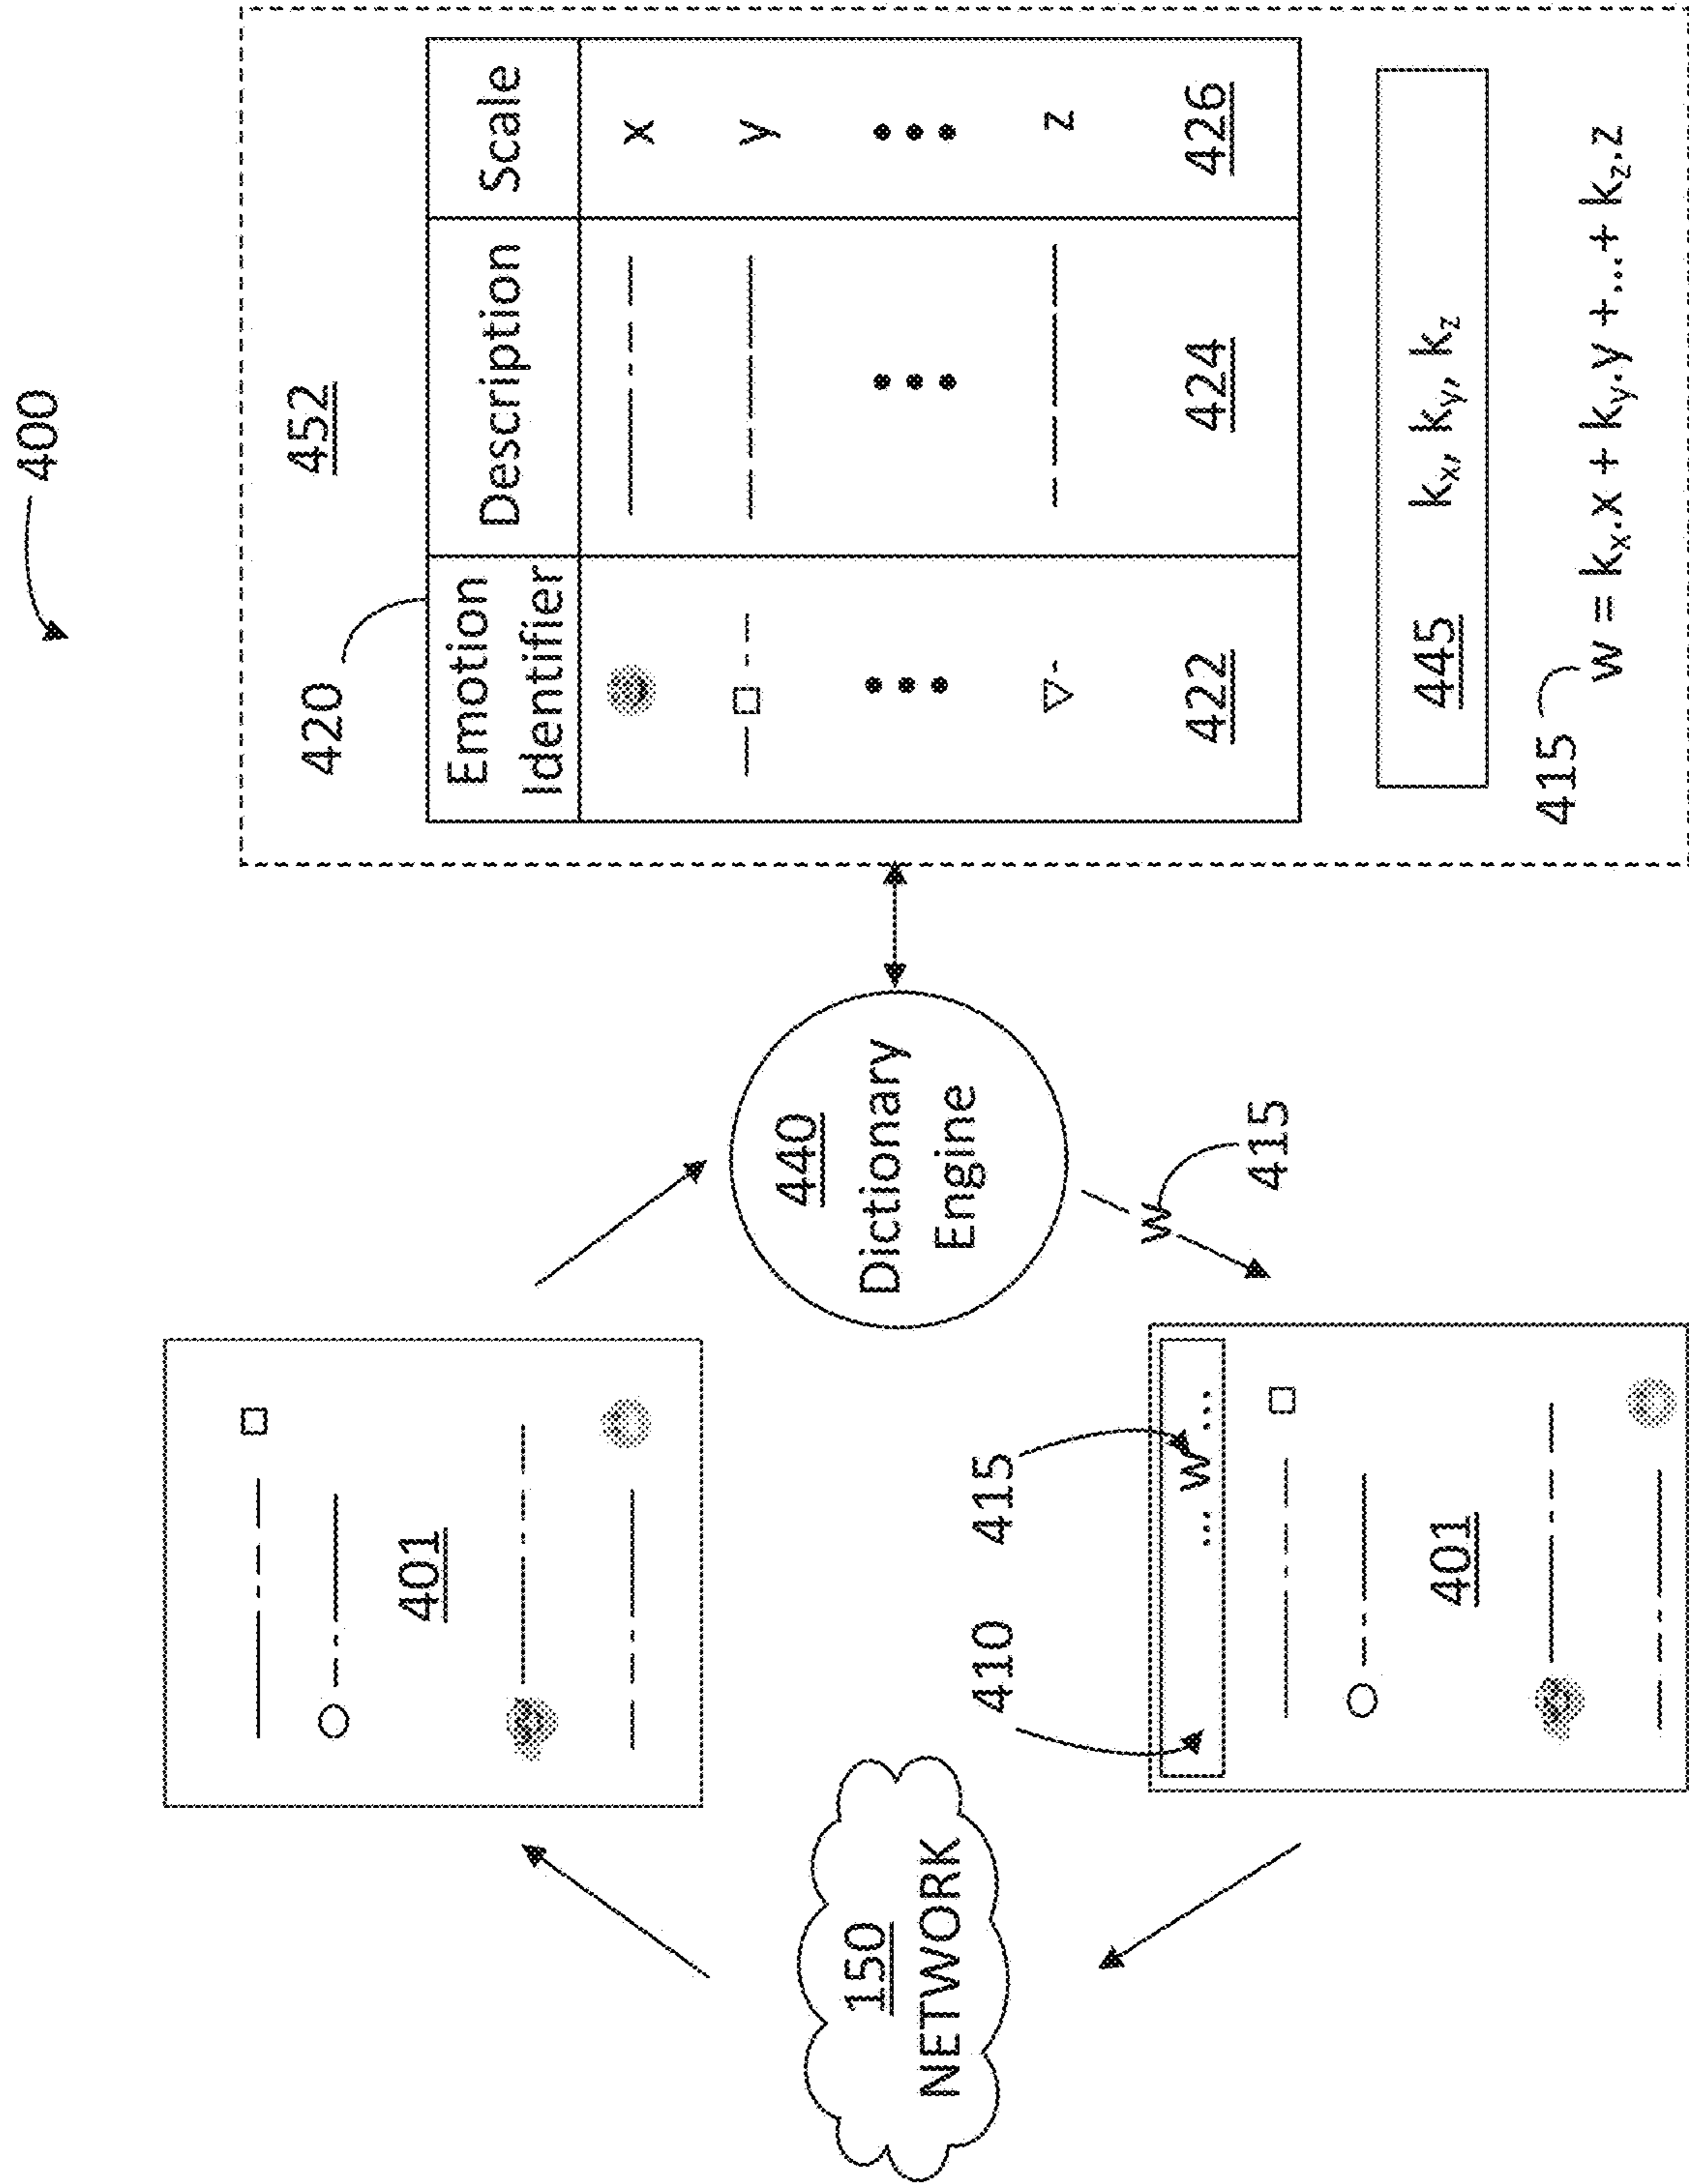 400
401
440
Dictionary
Engine
W
415
150
NETWORK
410
415
... W ...
401
420
452
Emotion
Identifier
Description
Scale
x
y
z
422
424
426
445
kx, ky, kz
415
W = kx.x + ky.y +...+ kz.z